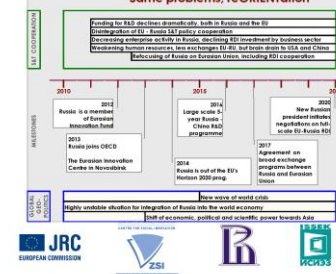 Same problems, reORIENTation
S&T COOPERATION
Funding for R&D declines dramatically, both in Russia and the EU
Disintegration of EU - Russia S&T policy cooperation
Decreasing enterprise activity in Russia, declining RDI investment by business sector
Weakening human resources, less exchanges EU-RU, but brain drain to USA and China
Refocusing of Russia on Eurasian Union, including RDI cooperation
2010
2015
MILESTONES
2012
Russia is a member
of Eurasian
Innovation Fund
2013
Russia joins OECD
The Eurasian Innovation
Centre in Novosibirsk
2016
Large scale 5-
year Russia -
China R&D
programme
2014
Russia is out of the EU's
Horizon 2020 prog.
2020
New Russian
president initiates
negotiations on full-
scale EU-Russia RDI
2017
Agreement on
broad exchange
programs between
Russia and Eurasian
Union
GLOBAL
GEO-
POLITICS
New wave of world crisis
Highly unstable situation for integration of Russia into the world economy
Shift of economic, political and scientific power towards Asia
JRC
EUROPEAN COMMISSION
CENTRE FOR SOCIAL INNOVATION
ZSI
ISSEK
ИСИЭЗ